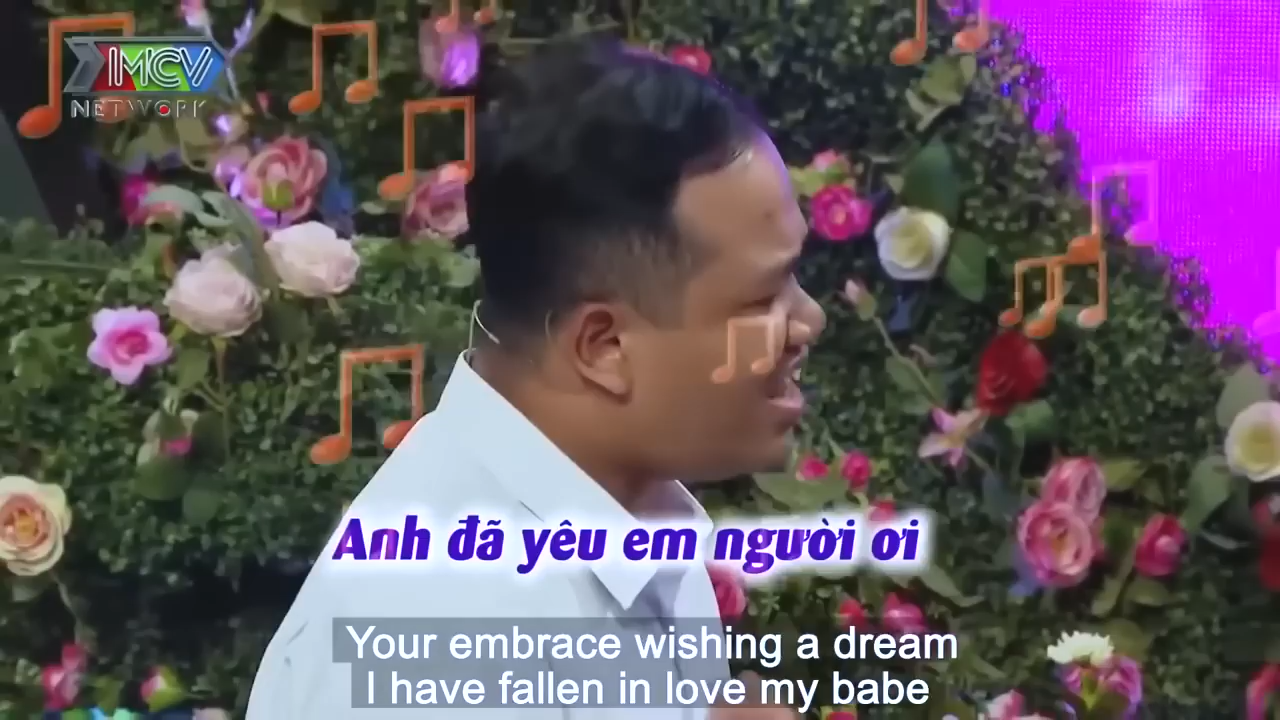 MCV
NETWORK
Anh đã yêu em người ơi
Your embrace wishing a dream
I have fallen in love my babe